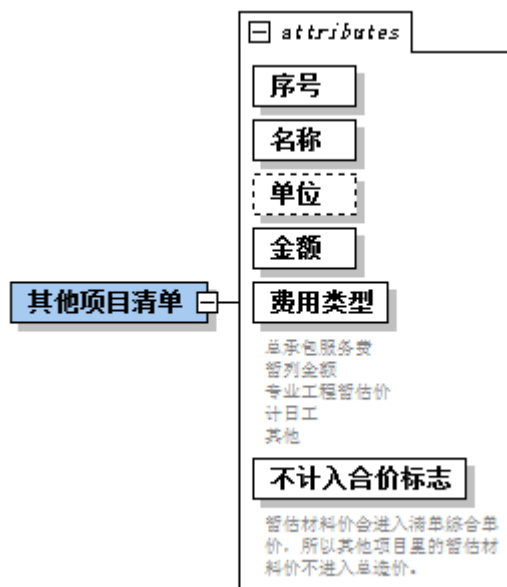 attributes
序号
名称
单位
金额
其他项目清单
费用类型
总承包服务费
暂列金额
专业工程暂估价
计日工
其他
不计入合价标志
暂估材料价会进入清单综合单
价，所以其他项目里的暂估材
料价不进入总造价。